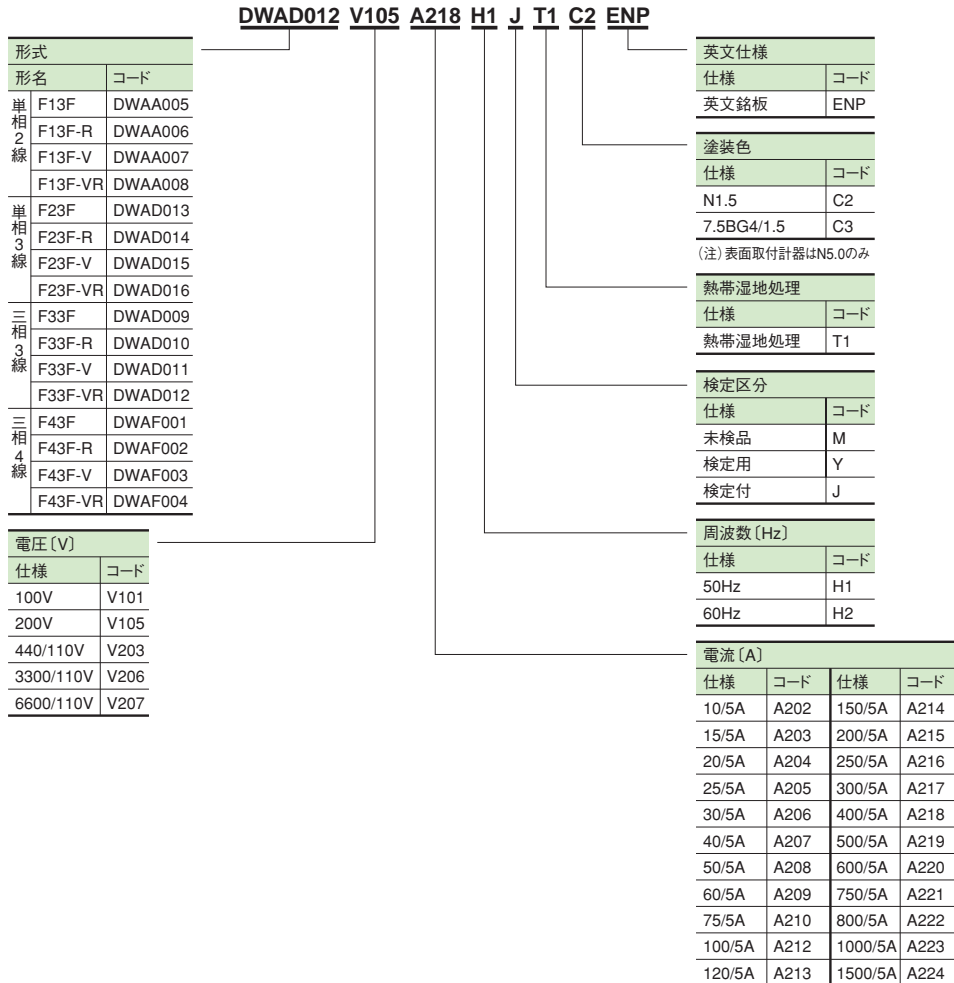 DWAD012 V105 A218 H1 J T1 C2 ENP
形式
形名 コード
単相2線 F13F DWAA005
F13F-R DWAA006
F13F-V DWAA007
F13F-VR DWAA008
単相3線 F23F DWAD013
F23F-R DWAD014
F23F-V DWAD015
F23F-VR DWAD016
三相3線 F33F DWAD009
F33F-R DWAD010
F33F-V DWAD011
F33F-VR DWAD012
三相4線 F43F DWAF001
F43F-R DWAF002
F43F-V DWAF003
F43F-VR DWAF004
電圧〔V〕
仕様 コード
100V V101
200V V105
440/110V V203
3300/110V V206
6600/110V V207
英文仕様
仕様 コード
英文銘板 ENP
塗装色
仕様 コード
N1.5 C2
7.5BG4/1.5 C3
（注）表面取付計器はN5.0のみ
熱帯湿地処理
仕様 コード
熱帯湿地処理 T1
検定区分
仕様 コード
未検品 M
検定用 Y
検定付 J
周波数〔Hz〕
仕様 コード
50Hz H1
60Hz H2
電流〔A〕
仕様 コード 仕様 コード
10/5A A202 150/5A A214
15/5A A203 200/5A A215
20/5A A204 250/5A A216
25/5A A205 300/5A A217
30/5A A206 400/5A A218
40/5A A207 500/5A A219
50/5A A208 600/5A A220
60/5A A209 750/5A A221
75/5A A210 800/5A A222
100/5A A212 1000/5A A223
120/5A A213 1500/5A A224